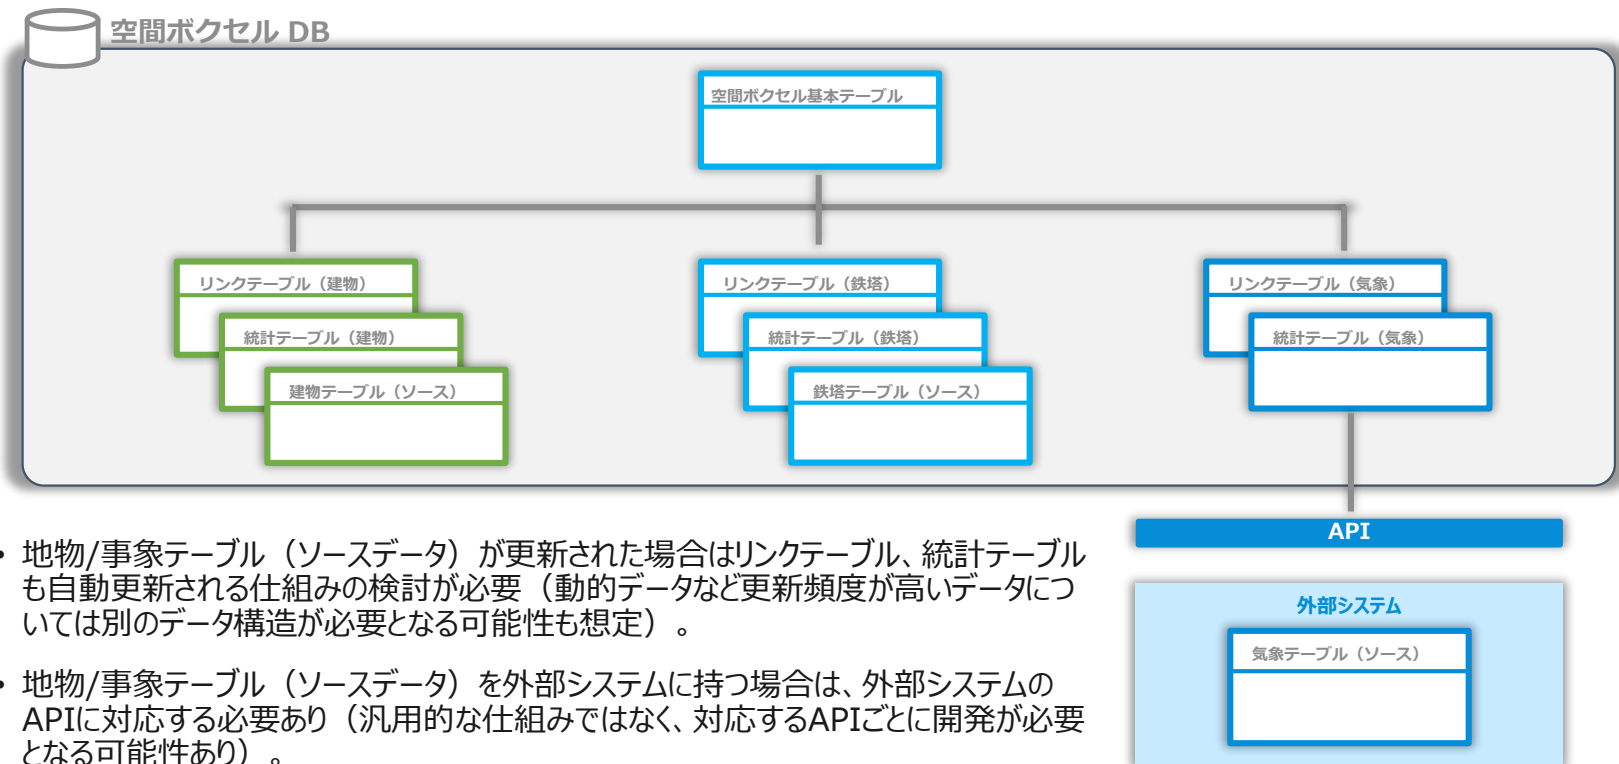 空間ボクセル DB
空間ボクセル基本テーブル
リンクテーブル（建物）
統計テーブル（建物）
建物テーブル（ソース）
リンクテーブル（鉄塔）
統計テーブル（鉄塔）
鉄塔テーブル（ソース）
リンクテーブル（気象）
統計テーブル（気象）
API
外部システム
気象テーブル（ソース）
• 地物/事象テーブル（ソースデータ）が更新された場合はリンクテーブル、統計テーブル
も自動更新される仕組みの検討が必要（動的データなど更新頻度が高いデータにつ
いては別のデータ構造が必要となる可能性も想定）。
• 地物/事象テーブル（ソースデータ）を外部システムに持つ場合は、外部システムの
APIに対応する必要あり（汎用的な仕組みではなく、対応するAPIごとに開発が必要
となる可能性あり）。